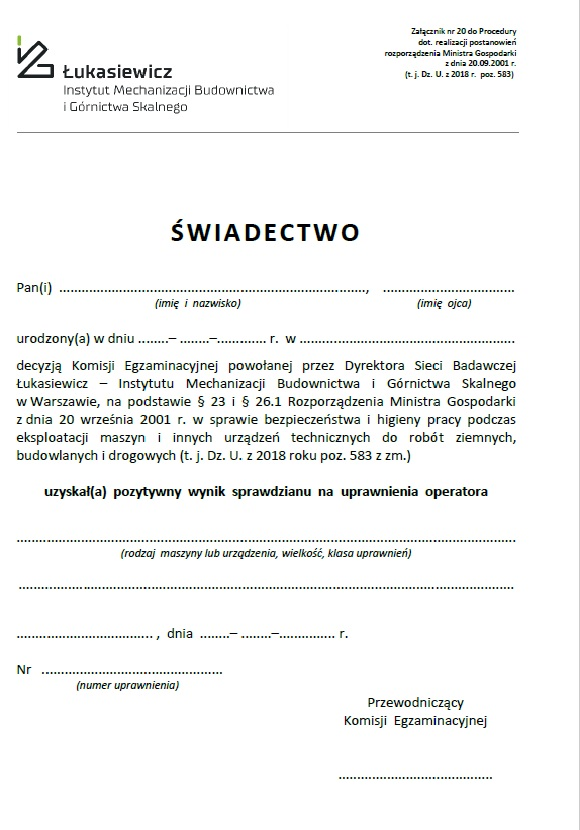 Załącznik nr 20 do Procedury
dot. realizacji postanowień
rozporządzenia Ministra Gospodarki
z dnia 20.09.2001 r.
(t. j. Dz. U. z 2018 r. poz. 583)
Łukasiewicz
Instytut Mechanizacji Budownictwa
i Górnictwa Skalnego
ŚWIADECTWO
Pan(i) ..................................................................................., ...................................
(imię i nazwisko) (imię ojca)
urodzony(a) w dniu ........– ........–............. r. w .........................................................
decyzją Komisji Egzaminacyjnej powołanej przez Dyrektora Sieci Badawczej
Łukasiewicz – Instytutu Mechanizacji Budownictwa i Górnictwa Skalnego
w Warszawie, na podstawie § 23 i § 26.1 Rozporządzenia Ministra Gospodarki
z dnia 20 września 2001 r. w sprawie bezpieczeństwa i higieny pracy podczas
eksploatacji maszyn i innych urządzeń technicznych do robót ziemnych,
budowlanych i drogowych (t. j. Dz. U. z 2018 roku poz. 583 z zm.)
uzyskał(a) pozytywny wynik sprawdzianu na uprawnienia operatora
.....................................................................................................................................
(rodzaj maszyny lub urządzenia, wielkość, klasa uprawnień)
.....................................................................................................................................
..................................... , dnia ........– ........–............... r.
Nr ................................................
(numer uprawnienia)
Przewodniczący
Komisji Egzaminacyjnej
.........................................